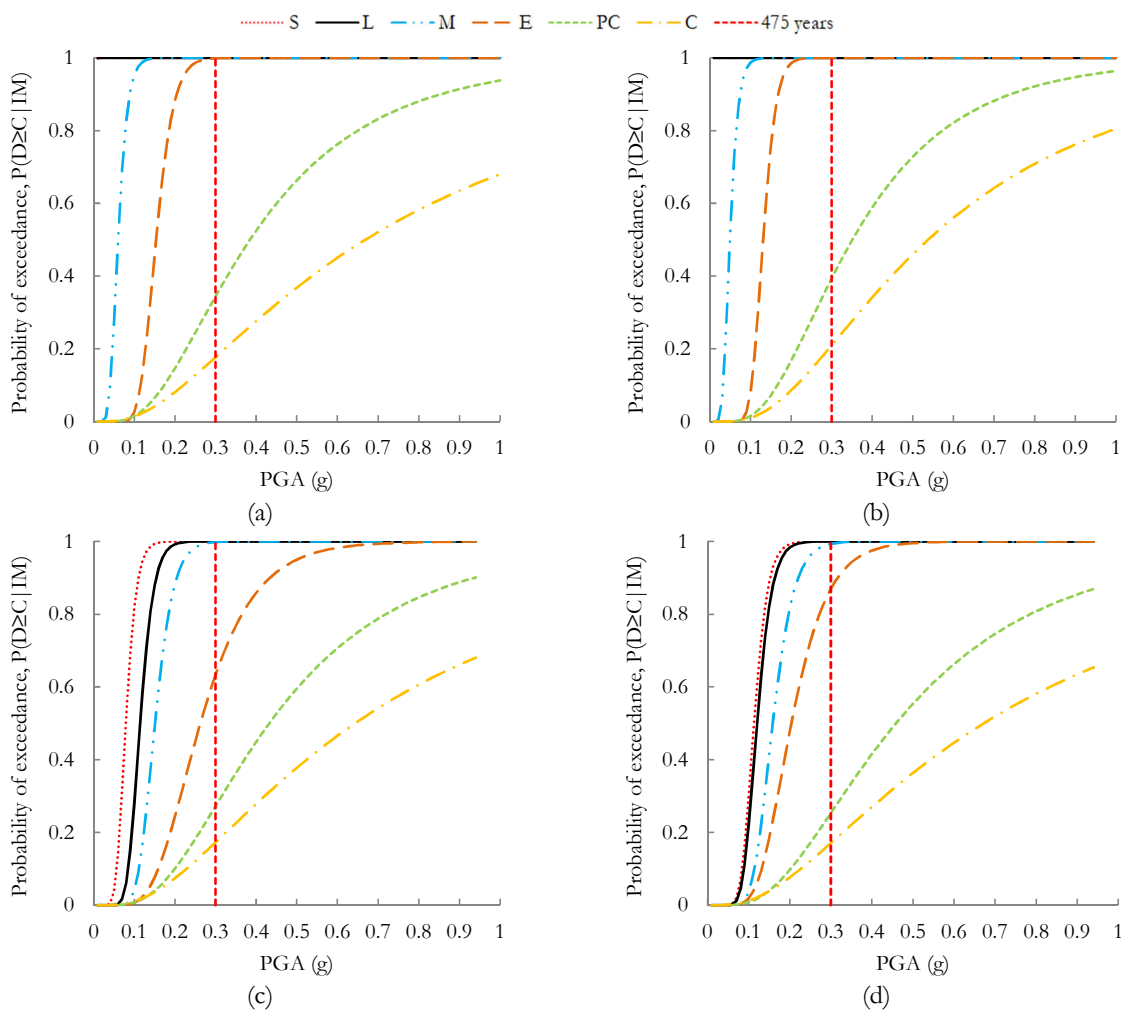 S L M E PC C 475 years
Probability of exceedance, P(D≥C|IM)
1
0.8
0.6
0.4
0.2
0
0 0.1 0.2 0.3 0.4 0.5 0.6 0.7 0.8 0.9 1
PGA (g)
(a)
Probability of exceedance, P(D≥C|IM)
1
0.8
0.6
0.4
0.2
0
0 0.1 0.2 0.3 0.4 0.5 0.6 0.7 0.8 0.9 1
PGA (g)
(b)
Probability of exceedance, P(D≥C|IM)
1
0.8
0.6
0.4
0.2
0
0 0.1 0.2 0.3 0.4 0.5 0.6 0.7 0.8 0.9 1
PGA (g)
(c)
Probability of exceedance, P(D≥C|IM)
1
0.8
0.6
0.4
0.2
0
0 0.1 0.2 0.3 0.4 0.5 0.6 0.7 0.8 0.9 1
PGA (g)
(d)